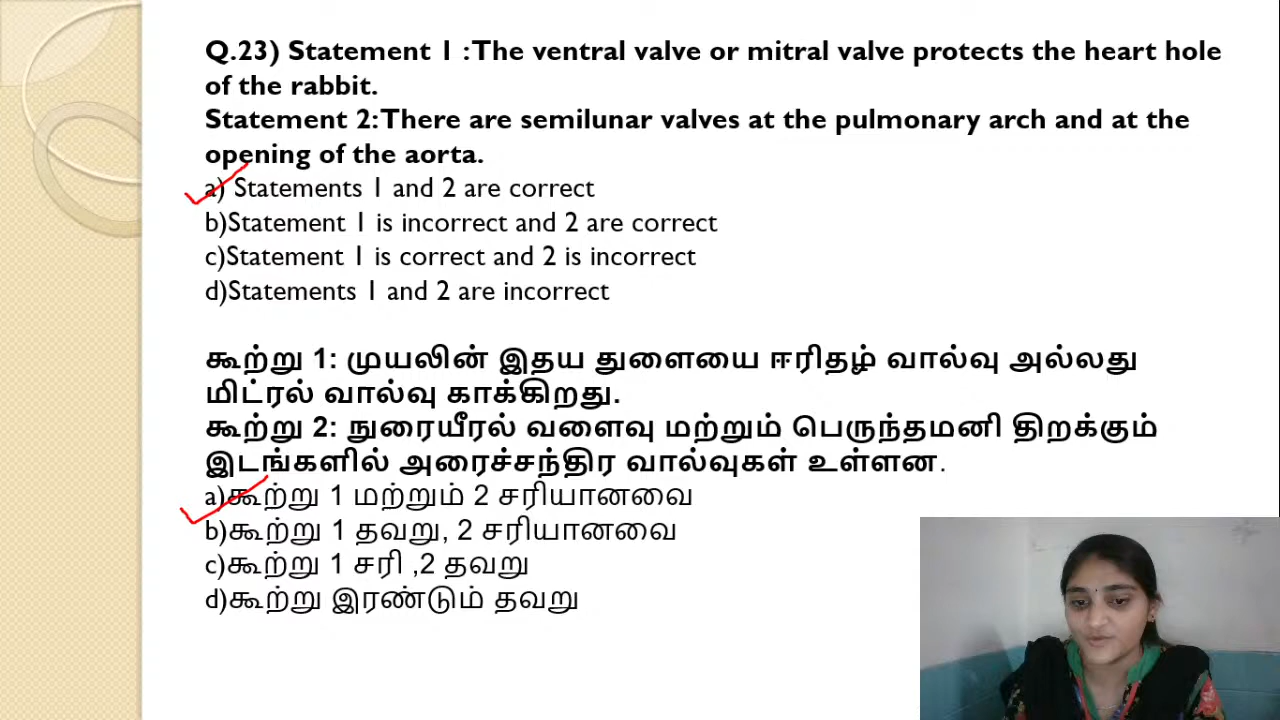 Q.23) Statement 1 :The ventral valve or mitral valve protects the heart hole
of the rabbit.
Statement 2:There are semilunar valves at the pulmonary arch and at the
opening of the aorta.
a) Statements 1 and 2 are correct
b)Statement 1 is incorrect and 2 are correct
c)Statement 1 is correct and 2 is incorrect
d)Statements 1 and 2 are incorrect
கூற்று 1: முயலின் இதய துளையை ஈரிதழ் வால்வு அல்லது
மிட்ரல் வால்வு காக்கிறது.
கூற்று 2: நுரையீரல் வளைவு மற்றும் பெருந்தமனி திறக்கும்
இடங்களில் அரைச்சந்திர வால்வுகள் உள்ளன.
a)கூற்று 1 மற்றும் 2 சரியானவை
b)கூற்று 1 தவறு, 2 சரியானவை
c)கூற்று 1 சரி ,2 தவறு
d)கூற்று இரண்டும் தவறு